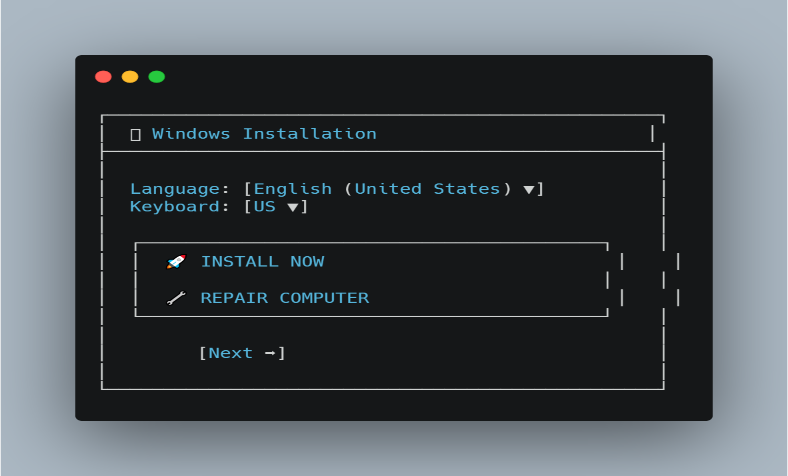 Windows Installation
Language: [English (United States) ▼]
Keyboard: [US ▼]
🚀 INSTALL NOW
🔧 REPAIR COMPUTER
[Next ➡]